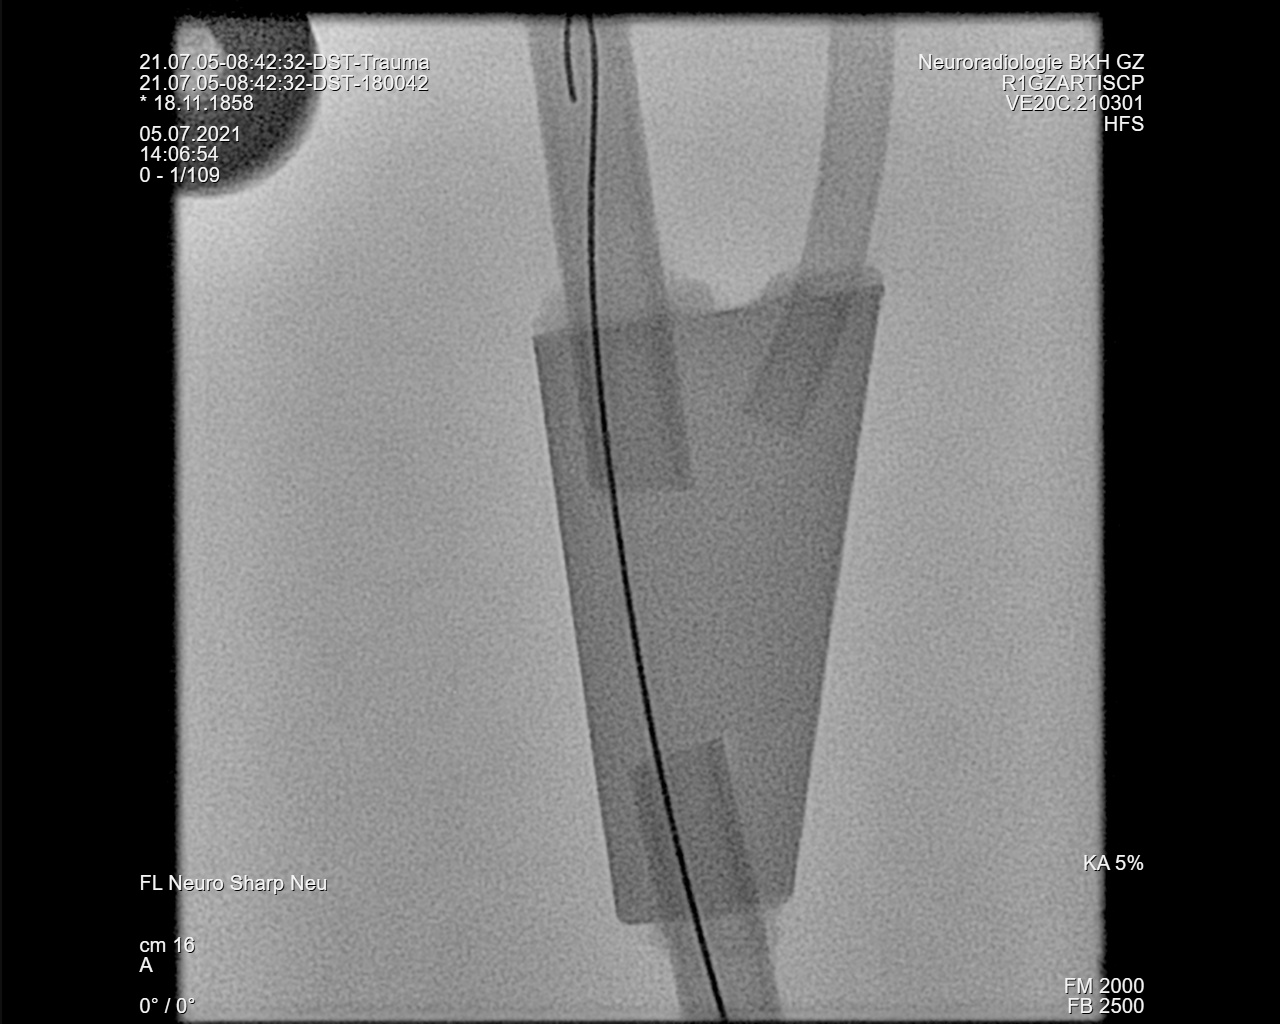 21.07.05-08:42:32-DST-Trauma
21.07.05-08:42:32-DST-180042
* 18.11.1858
05.07.2021
14:06:54
0 - 1/109
Neuroradiologie BKH GZ
R1GZARTISCP
VE20C.210301
HFS
KA 5%
FL Neuro Sharp Neu
cm 16
A
0° / 0°
FM 2000
FB 2500